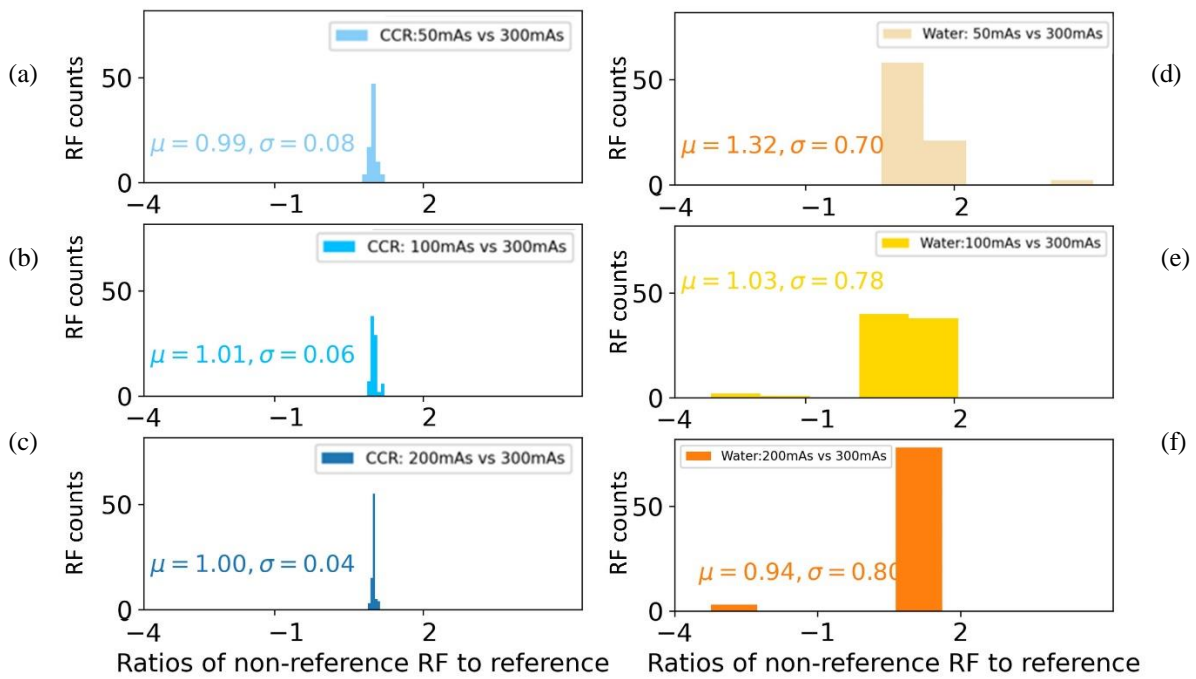 (a)
CCR:50mAs vs 300mAs
RF counts
50
0
μ = 0.99, σ = 0.08
−4
−1
2
(b)
CCR: 100mAs vs 300mAs
RF counts
50
0
μ = 1.01, σ = 0.06
−4
−1
2
(c)
CCR: 200mAs vs 300mAs
RF counts
50
0
μ = 1.00, σ = 0.04
−4
−1
2
Ratios of non-reference RF to reference
(d)
Water: 50mAs vs 300mAs
RF counts
50
0
μ = 1.32, σ = 0.70
−4
−1
2
(e)
Water:100mAs vs 300mAs
RF counts
50
0
μ = 1.03, σ = 0.78
−4
−1
2
(f)
Water:200mAs vs 300mAs
RF counts
50
0
μ = 0.94, σ = 0.80
−4
−1
2
Ratios of non-reference RF to reference